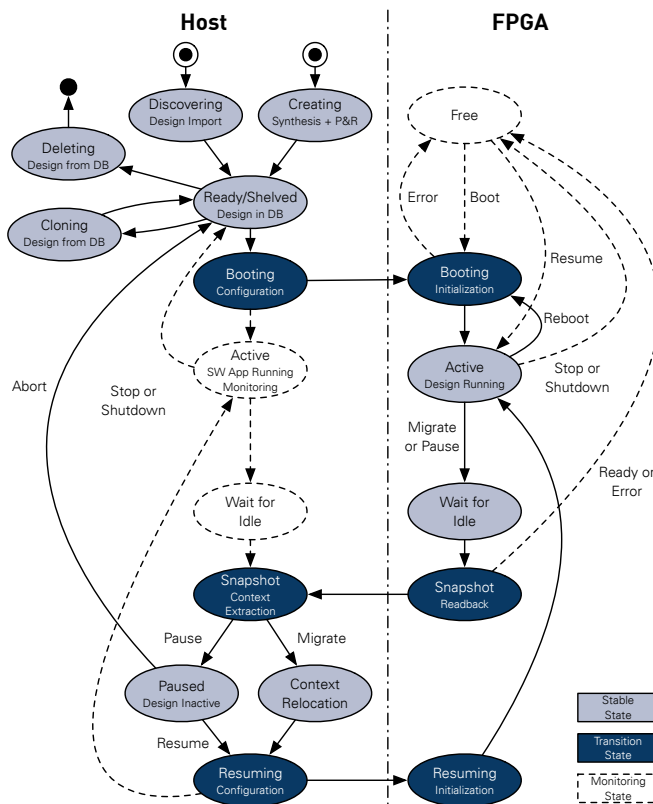 Host
FPGA
Discovering
Design Import
Creating
Synthesis + P&R
Free
Deleting
Design from DB
Ready/Shelved
Design in DB
Error
Boot
Cloning
Design from DB
Resume
Booting
Configuration
Booting
Initialization
Reboot
Active
SW App Running
Monitoring
Active
Design Running
Abort
Stop or
Shutdown
Stop or
Shutdown
Migrate
or Pause
Ready or
Error
Wait for
Idle
Wait for
Idle
Snapshot
Context
Extraction
Snapshot
Readback
Pause
Migrate
Paused
Design Inactive
Context
Relocation
Stable
State
Resume
Transition
State
Resuming
Configuration
Resuming
Initialization
Monitoring
State